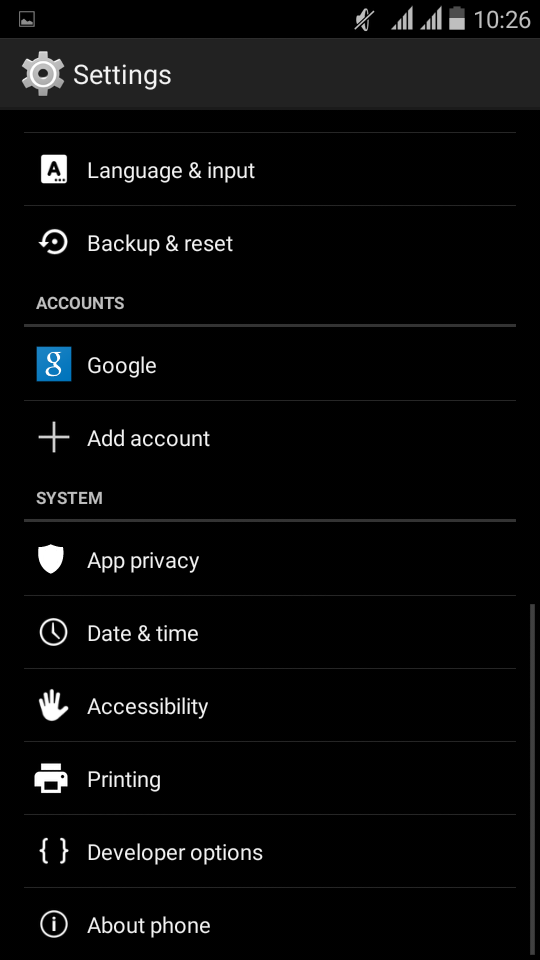 10:26
Settings
Language & input
Backup & reset
ACCOUNTS
Google
Add account
SYSTEM
App privacy
Date & time
Accessibility
Printing
Developer options
About phone